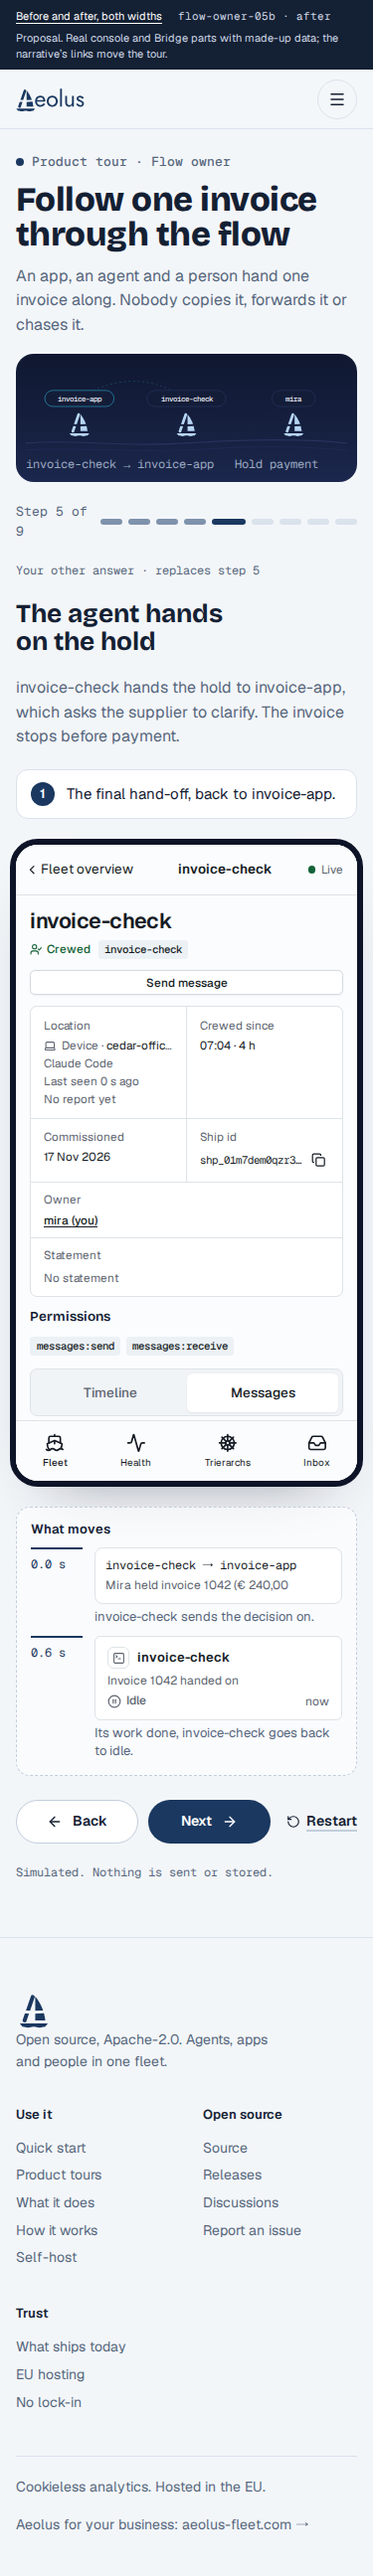 Before and after, both widths flow-owner-05b · after
Proposal. Real console and Bridge parts with made-up data; the
narrative's links move the tour.
Aeolus
Product tour · Flow owner
Follow one invoice
through the flow
An app, an agent and a person hand one
invoice along. Nobody copies it, forwards it or
chases it.
invoice-app invoice-check mira
invoice-check → invoice-app Hold payment
Step 5 of
9
Your other answer · replaces step 5
The agent hands
on the hold
invoice-check hands the hold to invoice-app,
which asks the supplier to clarify. The invoice
stops before payment.
1 The final hand-off, back to invoice-app.
Fleet overview invoice-check Live
invoice-check
Crewed invoice-check
Send message
Location Crewed since
Device · cedar-offic… 07:04 · 4 h
Claude Code
Last seen 0 s ago
No report yet
Commissioned Ship id
17 Nov 2026 shp_01m7dem0qzr3…
Owner
mira (you)
Statement
No statement
Permissions
messages:send messages:receive
Timeline Messages
Fleet Health Trierarchs Inbox
What moves
0.0 s invoice-check → invoice-app
Mira held invoice 1042 (€ 240,00
invoice-check sends the decision on.
0.6 s invoice-check
Invoice 1042 handed on
Idle now
Its work done, invoice-check goes back
to idle.
← Back Next → Restart
Simulated. Nothing is sent or stored.
Open source, Apache-2.0. Agents, apps
and people in one fleet.
Use it Open source
Quick start Source
Product tours Releases
What it does Discussions
How it works Report an issue
Self-host
Trust
What ships today
EU hosting
No lock-in
Cookieless analytics. Hosted in the EU.
Aeolus for your business: aeolus-fleet.com →